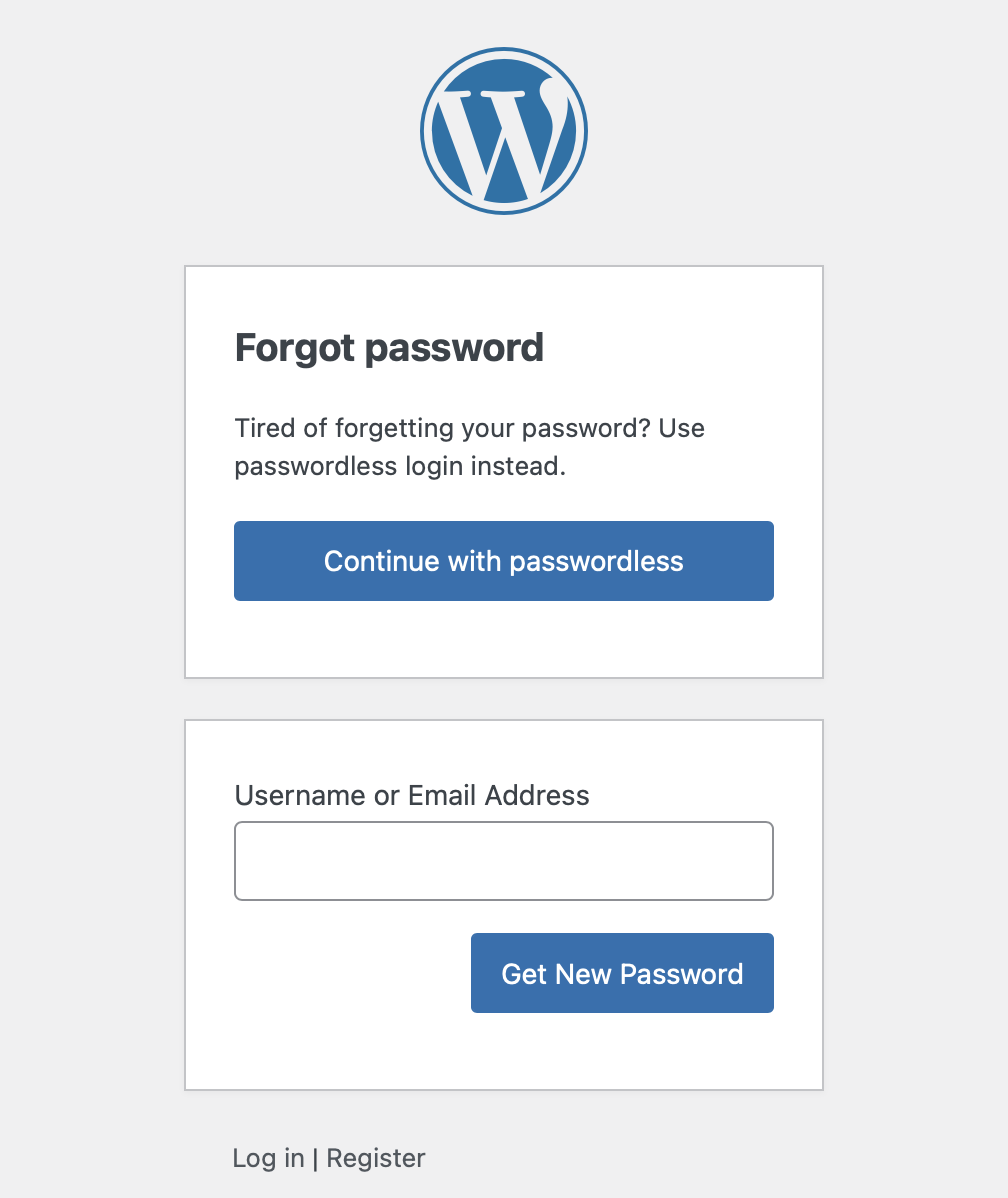 Forgot password
Tired of forgetting your password? Use
passwordless login instead.
Continue with passwordless
Username or Email Address
Get New Password
Log in | Register